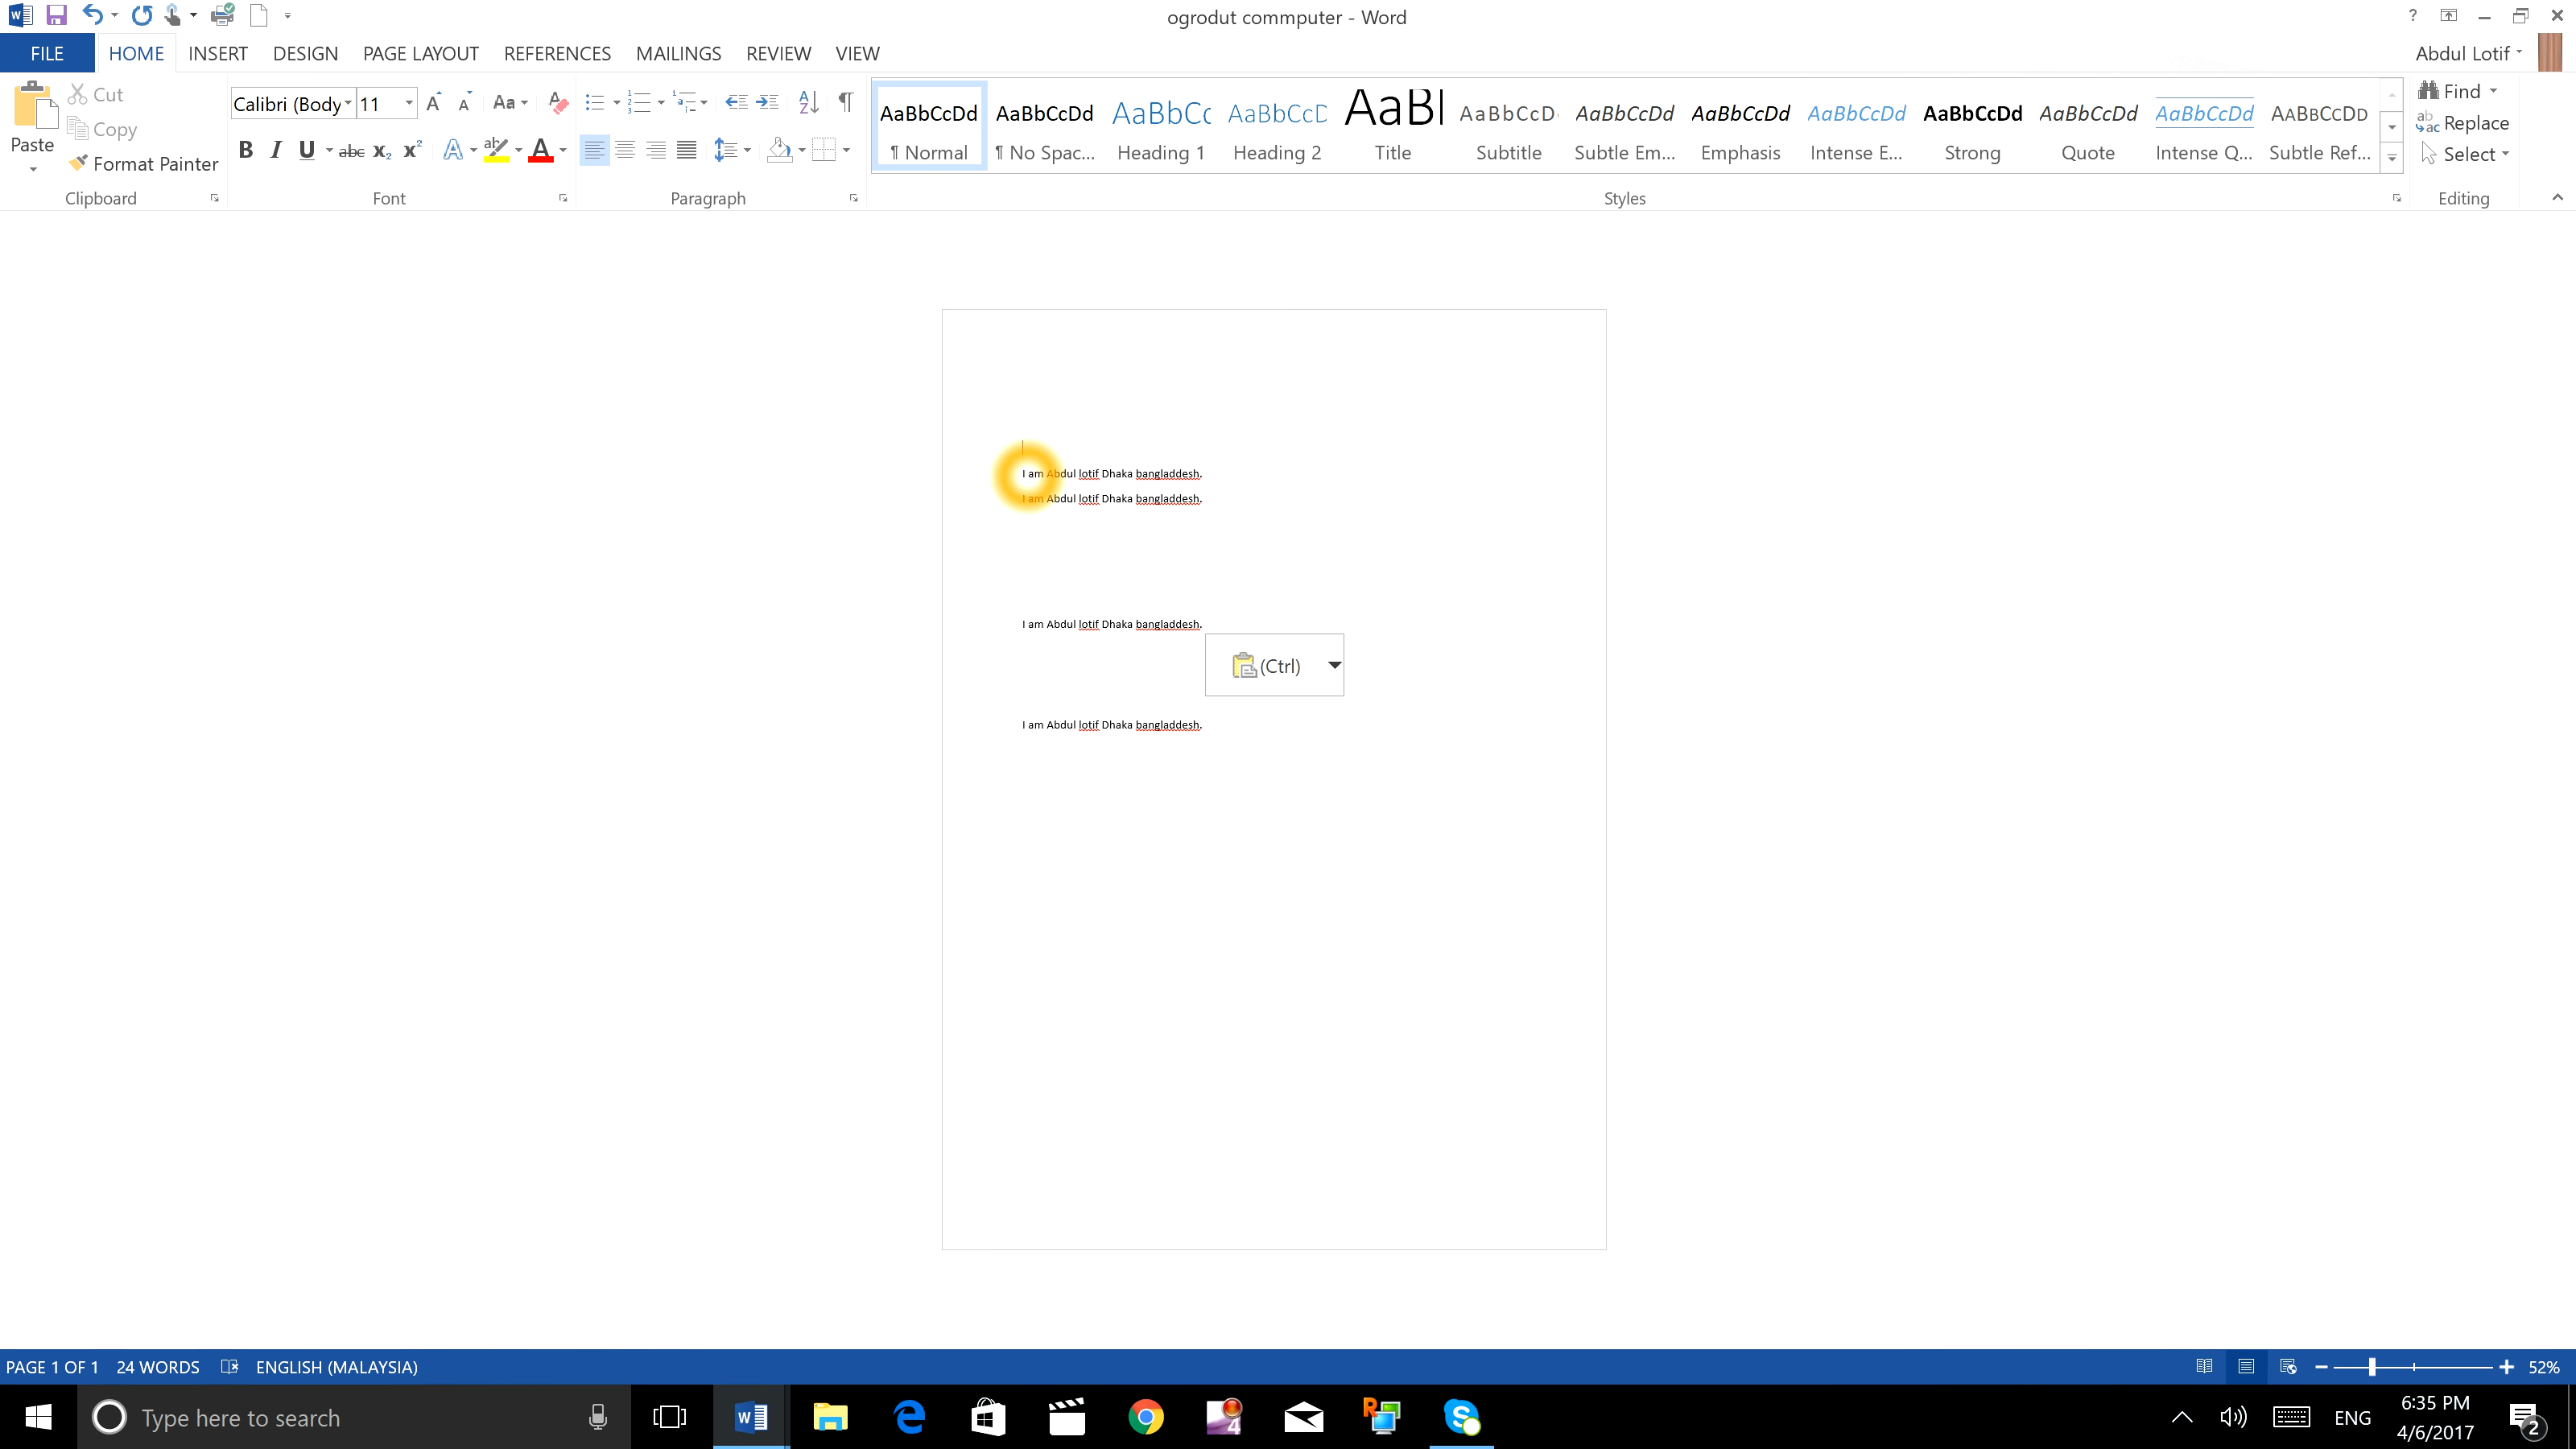 ogrodut commputer - Word
?
FILE HOME INSERT DESIGN PAGE LAYOUT REFERENCES MAILINGS REVIEW VIEW Abdul Lotif
Paste
Cut
Copy
Format Painter
Clipboard
Calibri (Body 11
Font
Paragraph
AaBbCcDd AaBbCcDd AaBbCc AaBbCcD AaBl AaBbCcD AaBbCcDd AaBbCcDd AaBbCcDd AaBbCcDd AaBbCcDd AaBbCcDd AABBCCDD
¶ Normal ¶ No Spac... Heading 1 Heading 2 Title Subtitle Subtle Em... Emphasis Intense E... Strong Quote Intense Q... Subtle Ref...
Styles
Find
Replace
Select
Editing
I am Abdul lotif Dhaka bangladdesh.
I am Abdul lotif Dhaka bangladdesh.
I am Abdul lotif Dhaka bangladdesh.
(Ctrl)
I am Abdul lotif Dhaka bangladdesh.
PAGE 1 OF 1 24 WORDS ENGLISH (MALAYSIA) 52%
Type here to search
ENG
6:35 PM
4/6/2017
2